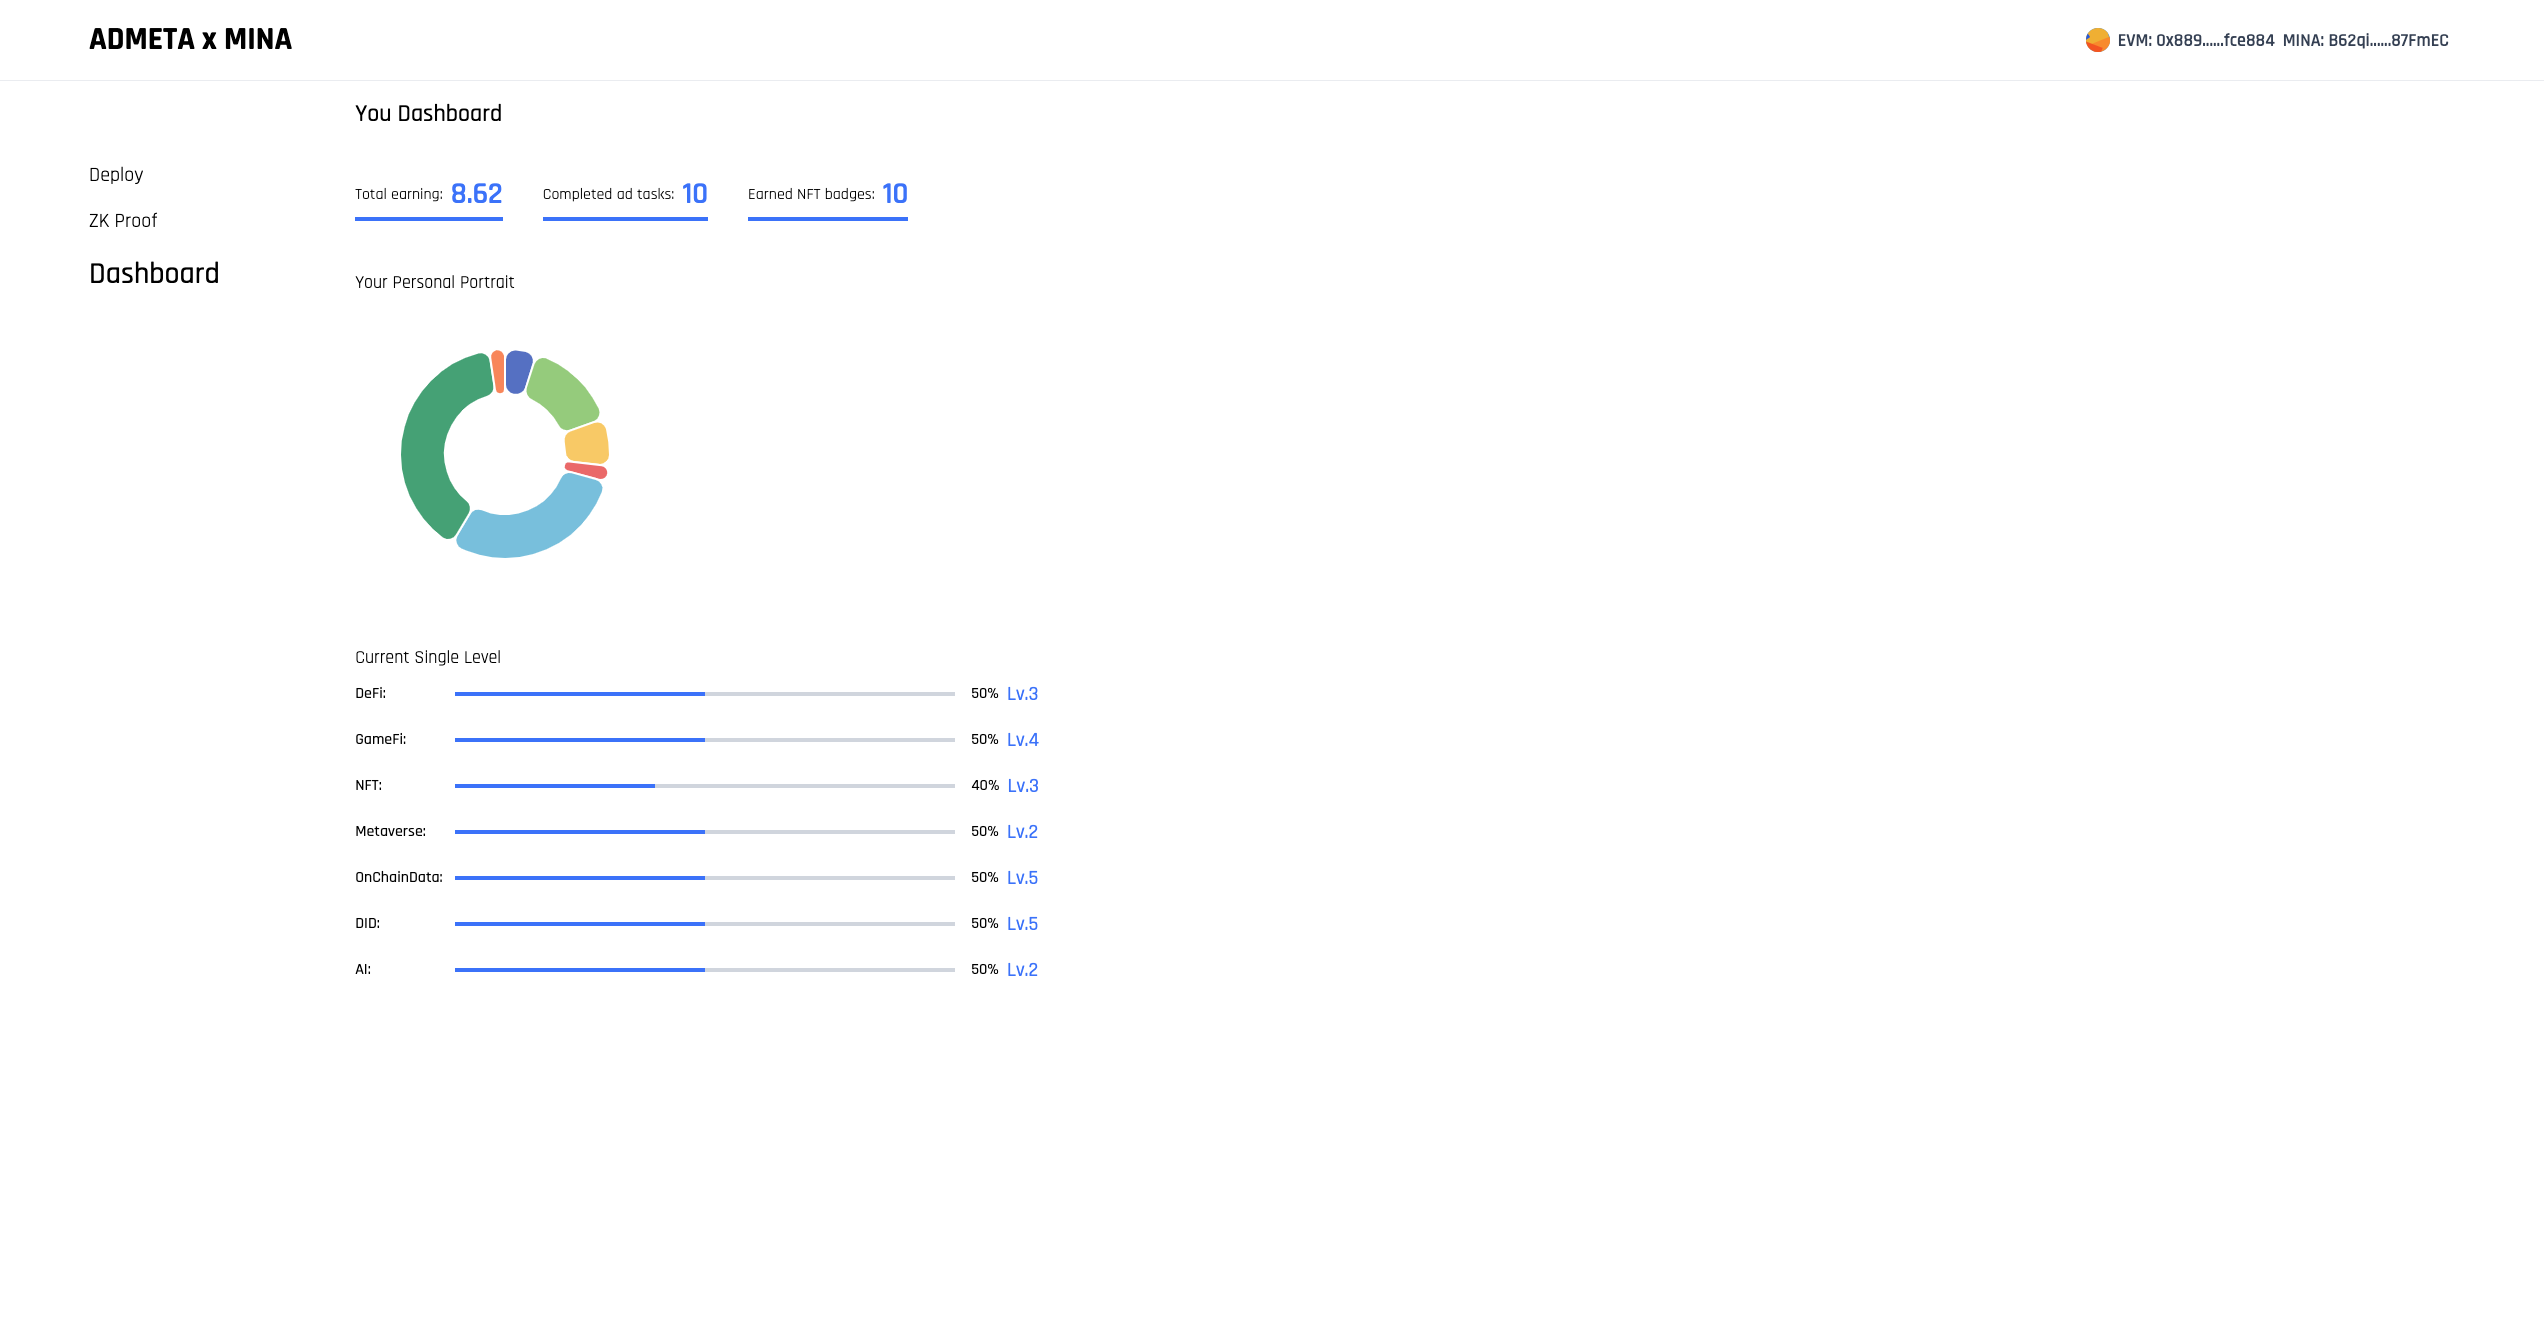 ADMETA x MINA
EVM: 0x889......fce884 MINA: B62qi......87FmEC
Deploy
ZK Proof
Dashboard
You Dashboard
Total earning: 8.62 Completed ad tasks: 10 Earned NFT badges: 10
Your Personal Portrait
Current Single Level
DeFi: 50% Lv.3
GameFi: 50% Lv.4
NFT: 40% Lv.3
Metaverse: 50% Lv.2
OnChainData: 50% Lv.5
DID: 50% Lv.5
AI: 50% Lv.2